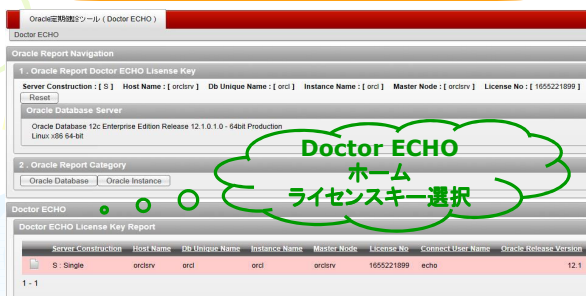 Oracle定期健診ツール ( Doctor ECHO )
Doctor ECHO
Oracle Report Navigation
1 . Oracle Report Doctor ECHO License Key
Server Construction : [ S ] Host Name : [ orclsrv ] Db Unique Name : [ orcl ] Instance Name : [ orcl ] Master Node : [ orclsrv ] License No : [ 1655221899 ]
Reset
Oracle Database Server
Oracle Database 12c Enterprise Edition Release 12.1.0.1.0 - 64bit Production
Linux x86 64-bit
2 . Oracle Report Category
Oracle Database Oracle Instance
Doctor ECHO
ホーム
ライセンスキー選択
Doctor ECHO
Doctor ECHO License Key Report
Server Construction Host Name Db Unique Name Instance Name Master Node License No Connect User Name Oracle Release Version
S : Single orclsrv orcl orcl orclsrv 1655221899 echo 12.1
1 - 1